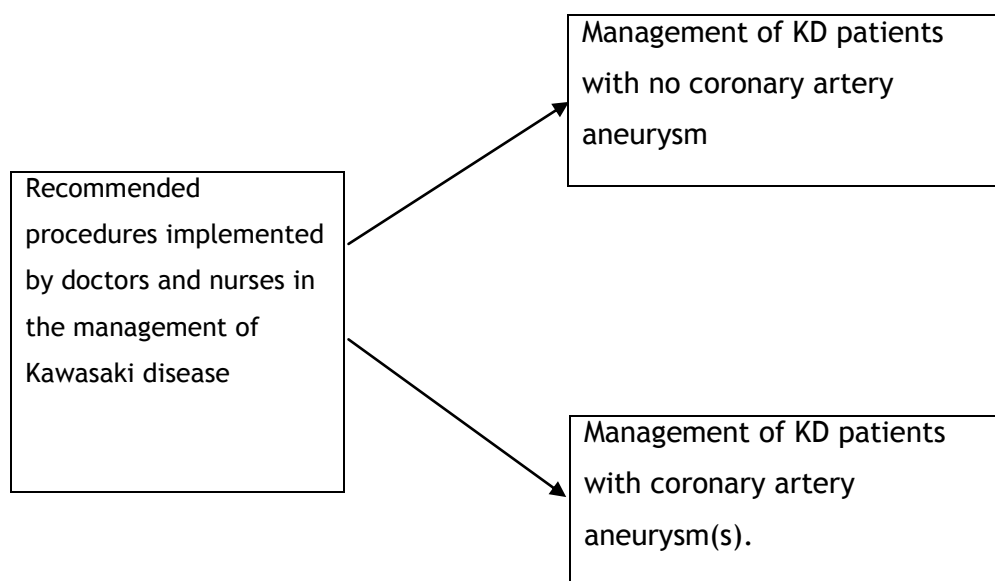 Management of KD patients
with no coronary artery
aneurysm
Recommended
procedures implemented
by doctors and nurses in
the management of
Kawasaki disease
Management of KD patients
with coronary artery
aneurysm(s).